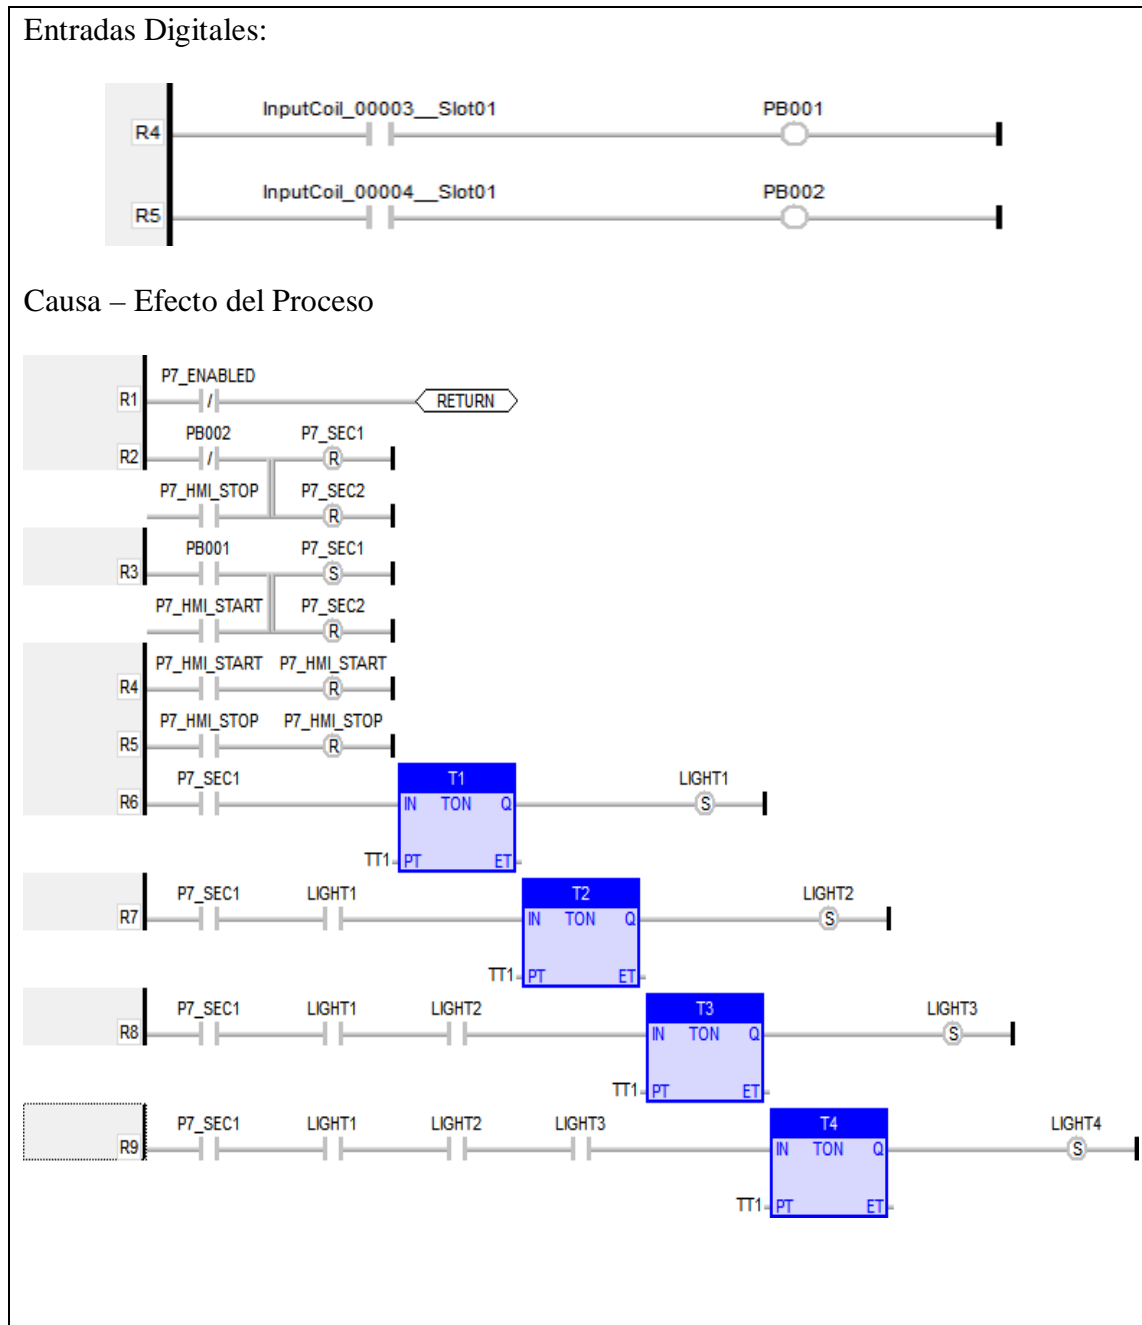 Entradas Digitales:
InputCoil_00003__Slot01 PB001
R4
InputCoil_00004__Slot01 PB002
R5
Causa – Efecto del Proceso
P7_ENABLED
R1 / RETURN
PB002 P7_SEC1
R2 / R
P7_HMI_STOP P7_SEC2
R
PB001 P7_SEC1
R3 S
P7_HMI_START P7_SEC2
R
P7_HMI_START P7_HMI_START
R4 R
P7_HMI_STOP P7_HMI_STOP
R5 R
P7_SEC1 T1 LIGHT1
R6 IN TON Q S
TT1 PT ET
P7_SEC1 LIGHT1 T2 LIGHT2
R7 IN TON Q S
TT1 PT ET
P7_SEC1 LIGHT1 LIGHT2 T3 LIGHT3
R8 IN TON Q S
TT1 PT ET
P7_SEC1 LIGHT1 LIGHT2 LIGHT3 T4 LIGHT4
R9 IN TON Q S
TT1 PT ET